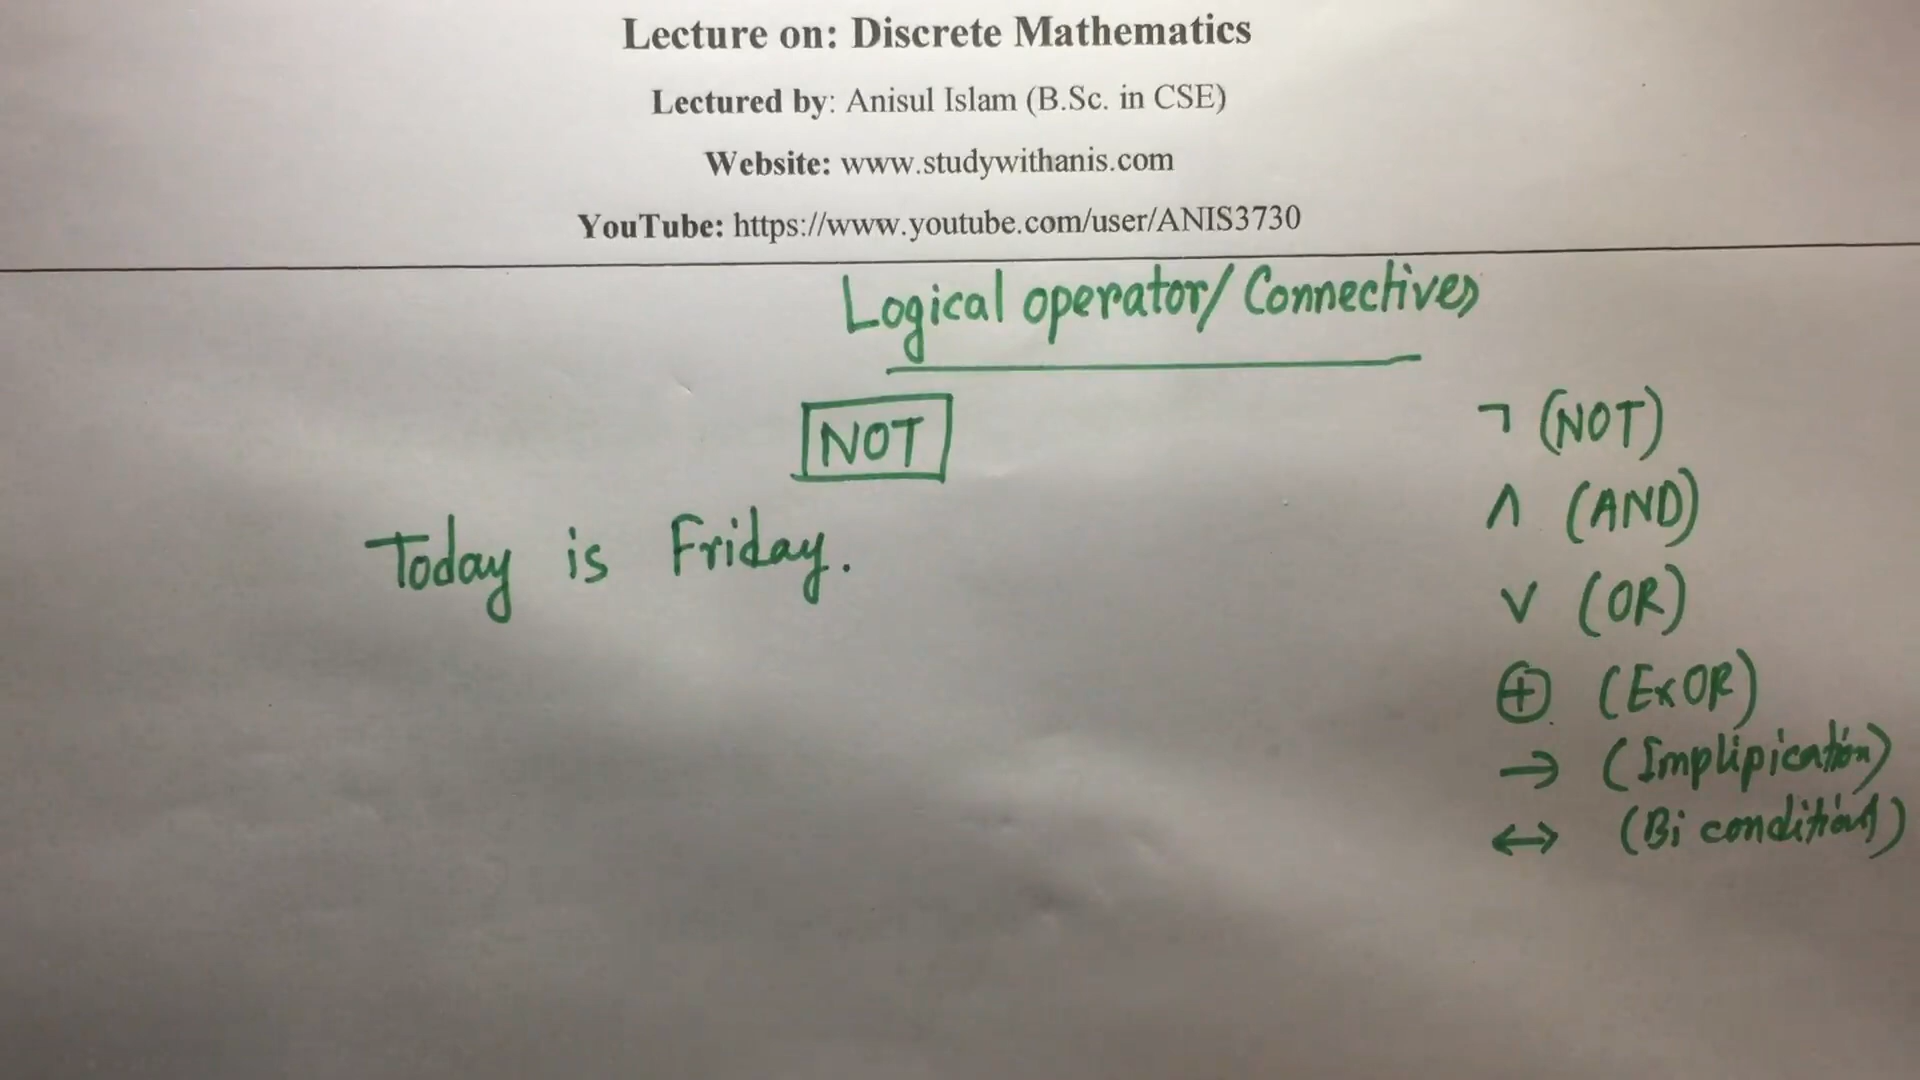 Lecture on: Discrete Mathematics
Lectured by: Anisul Islam (B.Sc. in CSE)
Website: www.studywithanis.com
YouTube: https://www.youtube.com/user/ANIS3730
Logical operator/Connectives
NOT
Today is Friday.
¬ (NOT)
∧ (AND)
∨ (OR)
⊕ (ExOR)
→ (Implipication)
↔ (Bi conditional)